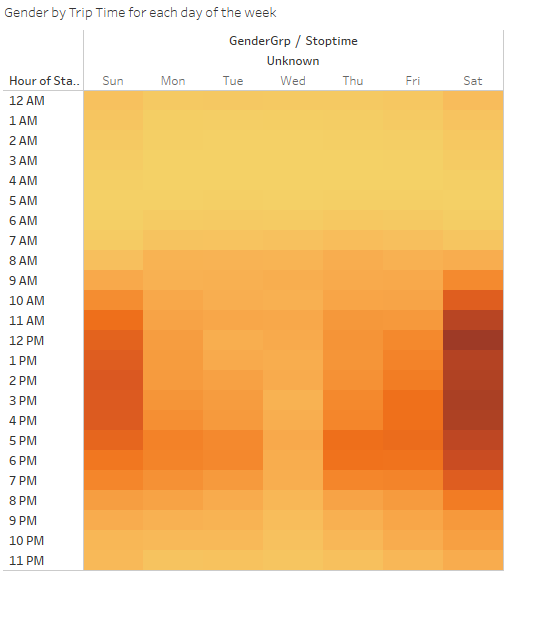 Gender by Trip Time for each day of the week
GenderGrp / Stoptime
Unknown
Hour of Sta.. Sun Mon Tue Wed Thu Fri Sat
12 AM
1 AM
2 AM
3 AM
4 AM
5 AM
6 AM
7 AM
8 AM
9 AM
10 AM
11 AM
12 PM
1 PM
2 PM
3 PM
4 PM
5 PM
6 PM
7 PM
8 PM
9 PM
10 PM
11 PM